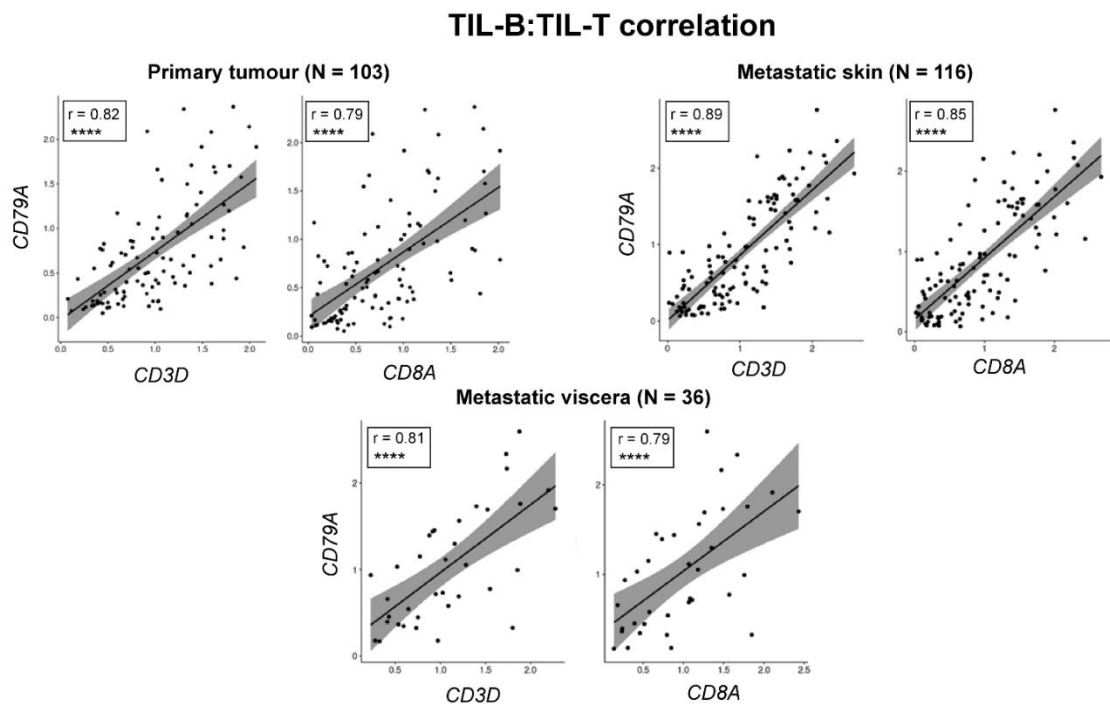 TIL-B:TIL-T correlation
Primary tumour (N = 103)
r = 0.82
****
2.0
1.5
1.0
0.5
0.0
CD79A
0.0
0.5
1.0
1.5
2.0
CD3D
r = 0.79
****
2.0
1.5
1.0
0.5
0.0
0.0
0.5
1.0
1.5
2.0
CD8A
Metastatic skin (N = 116)
r = 0.89
****
2
1
0
CD79A
0
1
2
CD3D
r = 0.85
****
2
1
0
0
1
2
CD8A
Metastatic viscera (N = 36)
r = 0.81
****
2
1
0
CD79A
0.5
1.0
1.5
2.0
CD3D
r = 0.79
****
2
1
0.5
1.0
1.5
2.0
2.5
CD8A